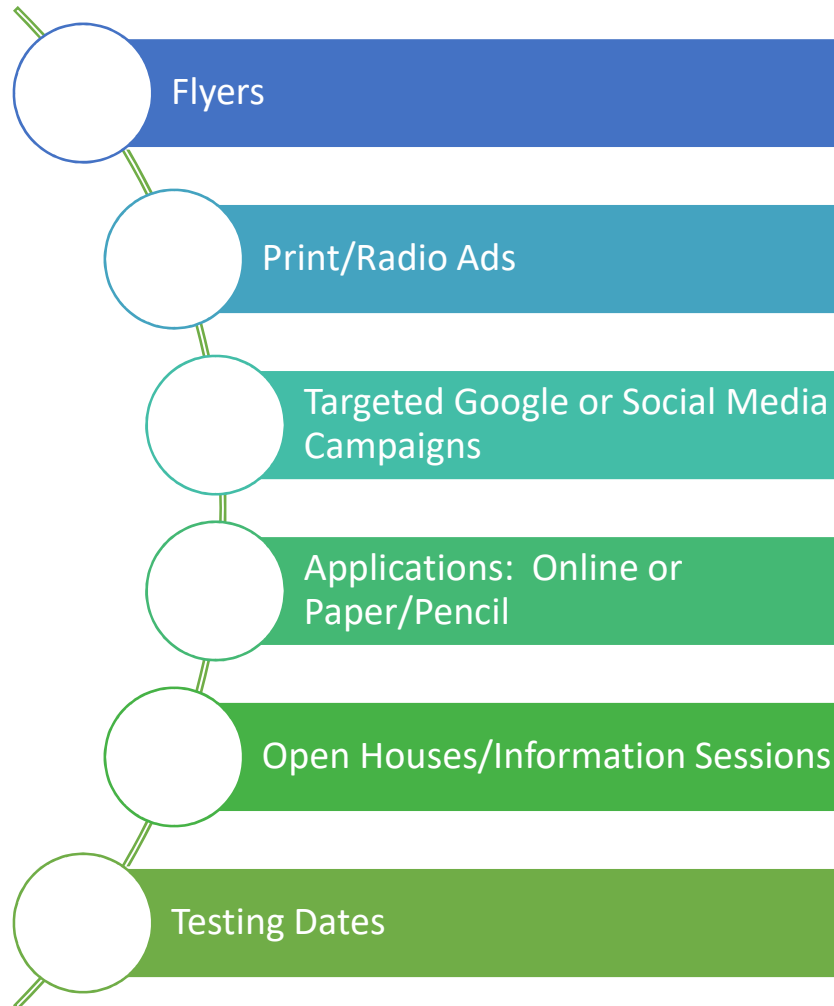 Flyers
Print/Radio Ads
Targeted Google or Social Media
Campaigns
Applications:  Online or
Paper/Pencil
Open Houses/Information Sessions
Testing Dates